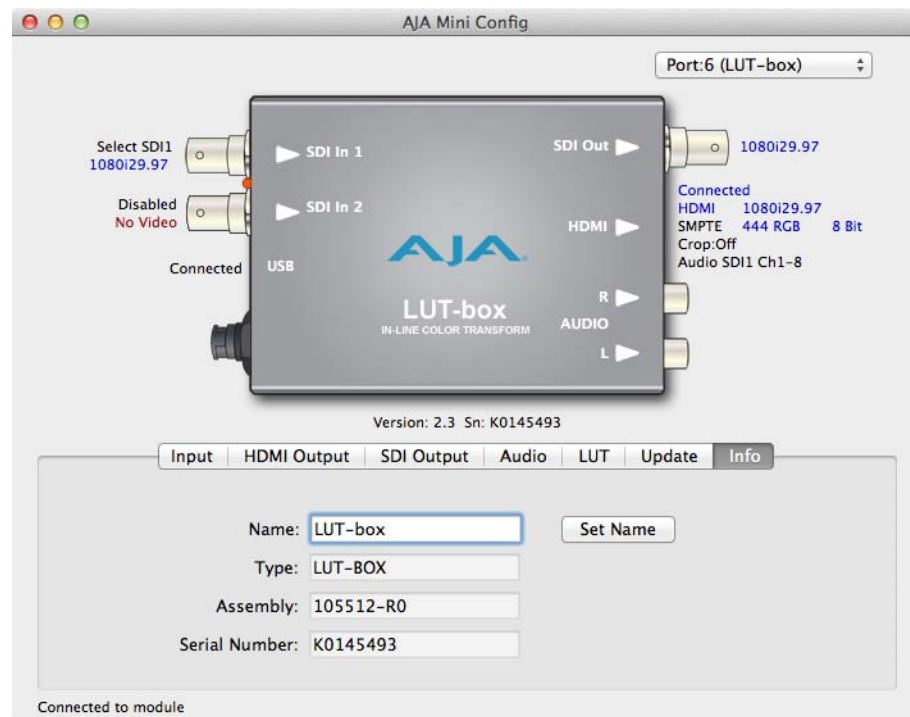 AJA Mini Config
Port:6 (LUT-box)
Select SDI1
1080i29.97
Disabled
No Video
Connected
SDI In 1
SDI In 2
USB
AJA
LUT-box
IN-LINE COLOR TRANSFORM
SDI Out
HDMI
R
AUDIO
L
1080i29.97
Connected
HDMI 1080i29.97
SMPTE 444 RGB 8 Bit
Crop:Off
Audio SDI1 Ch1-8
Version: 2.3 Sn: K0145493
Input HDMI Output SDI Output Audio LUT Update Info
Name: LUT-box Set Name
Type: LUT-BOX
Assembly: 105512-R0
Serial Number: K0145493
Connected to module